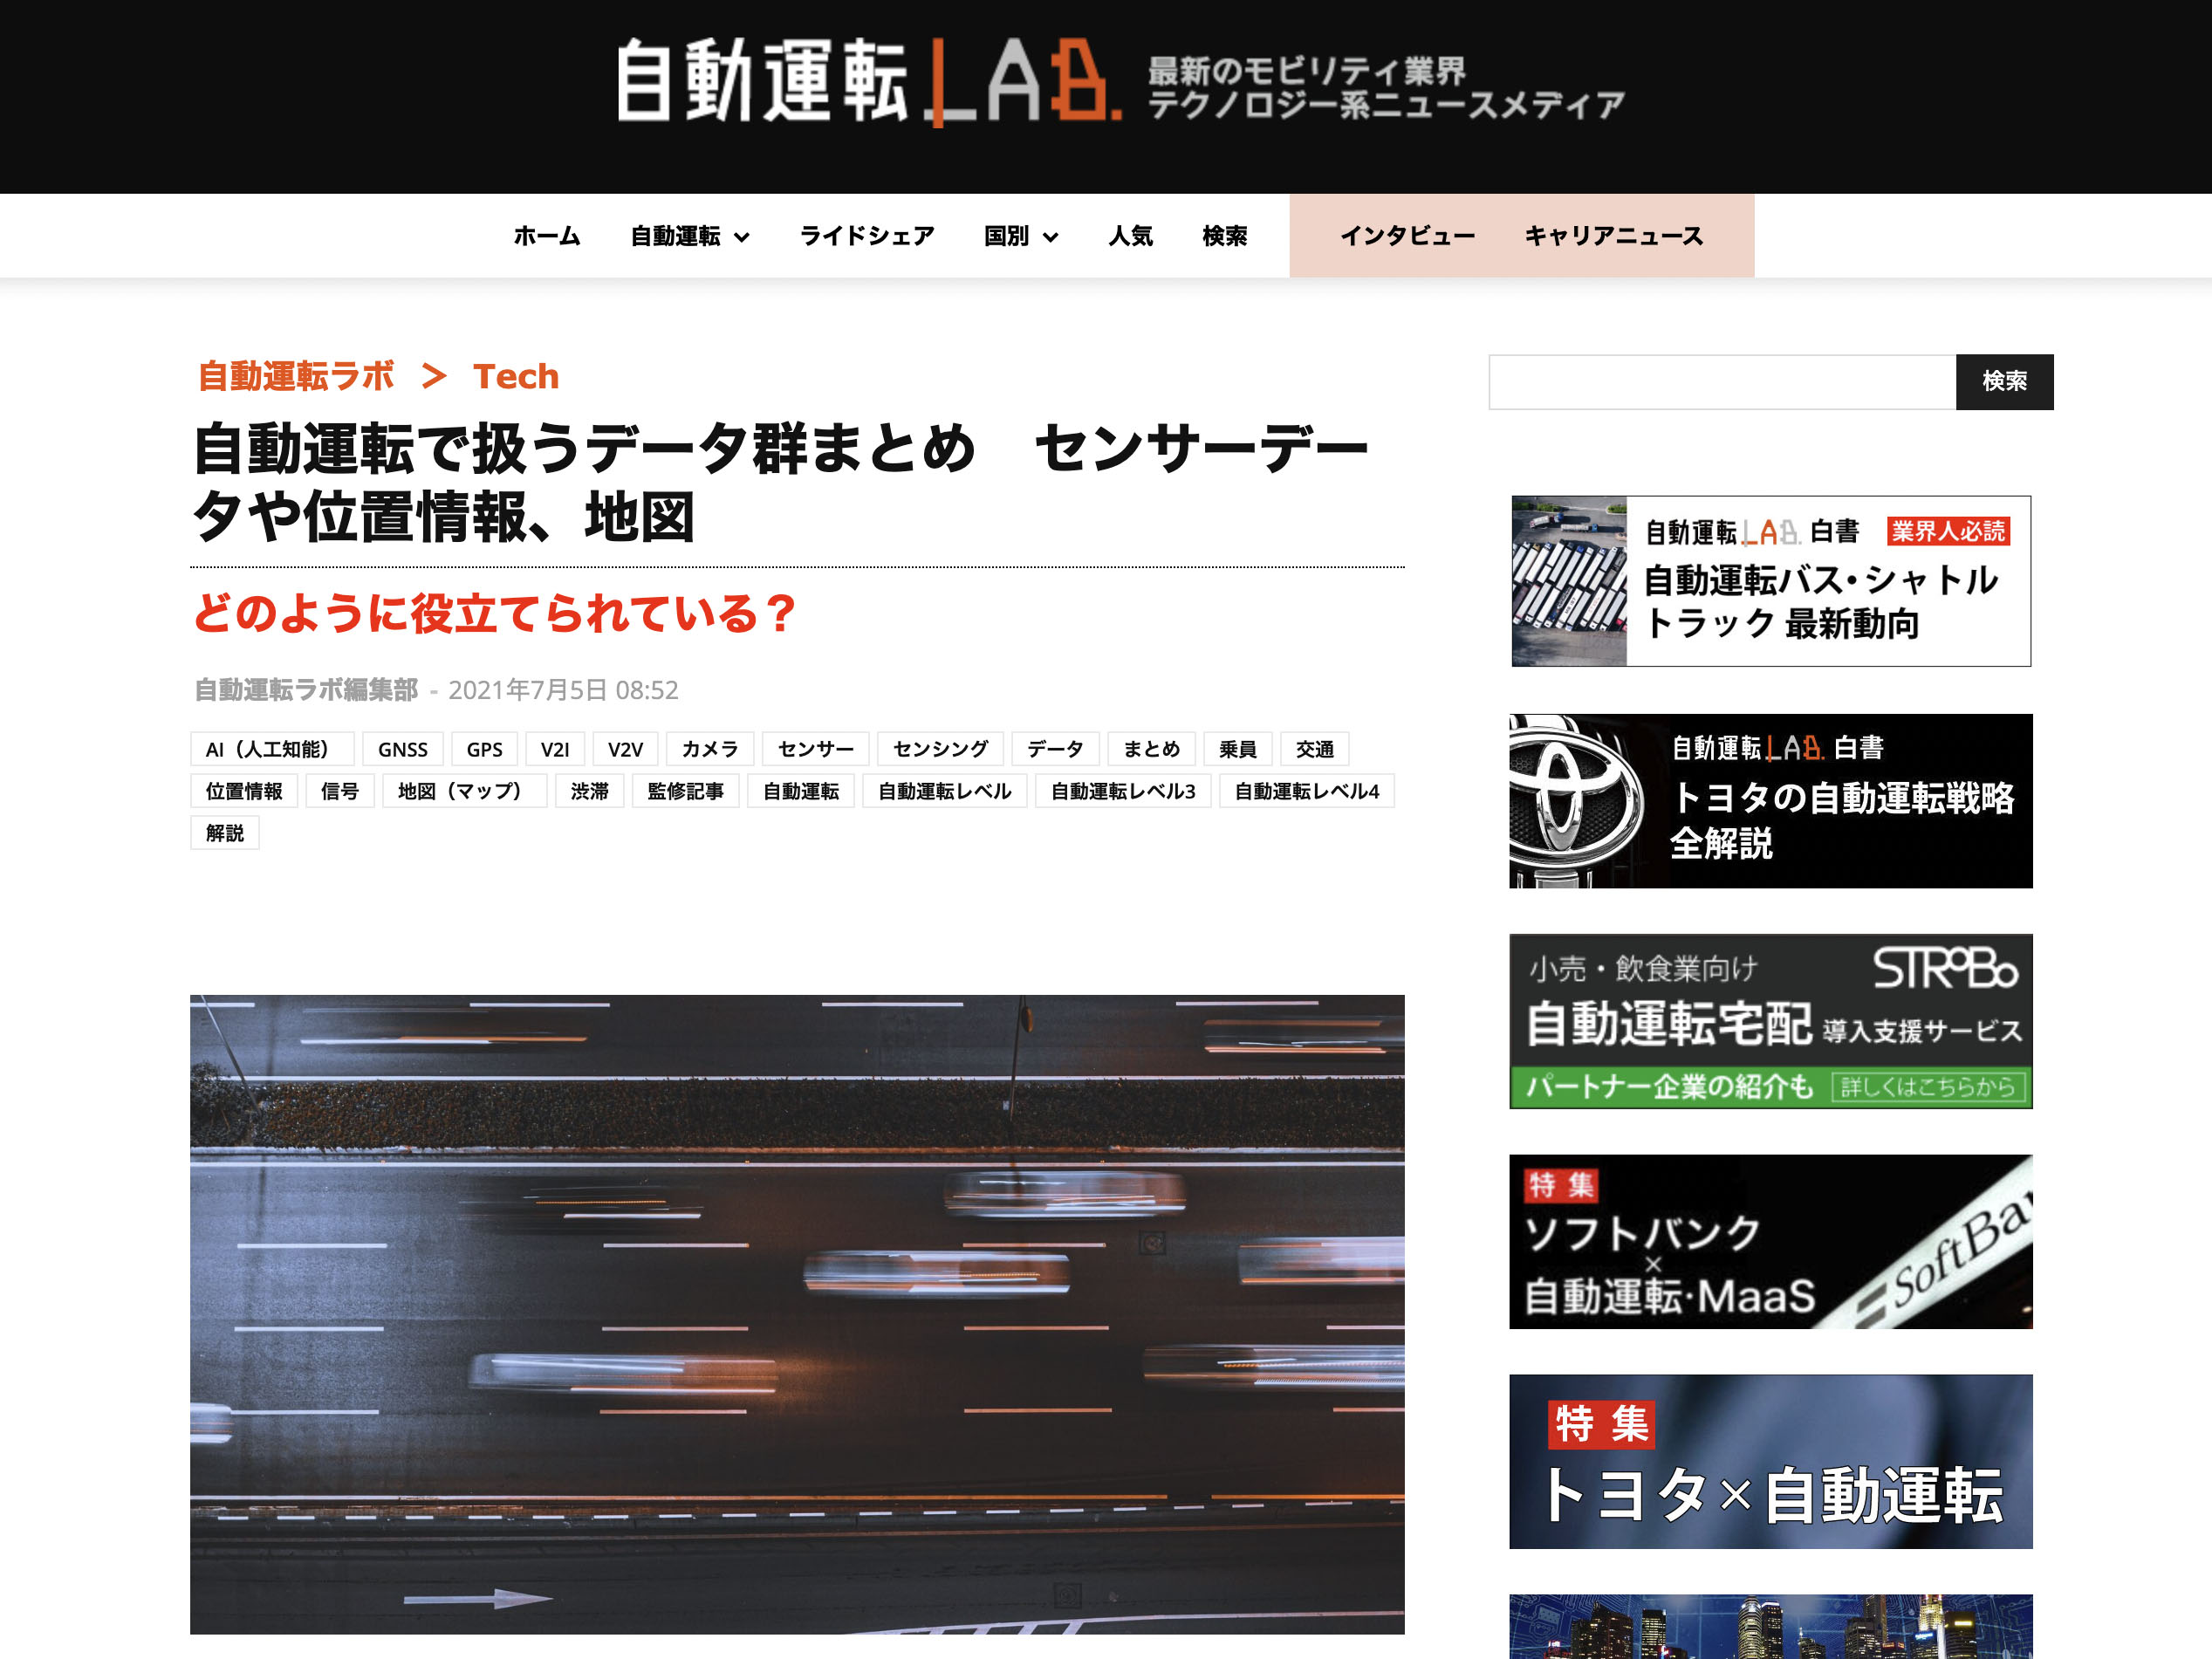 自動運転LAB. 最新のモビリティ業界
テクノロジー系ニュースメディア
ホーム 自動運転 ライドシェア 国別 人気 検索 インタビュー キャリアニュース
自動運転ラボ ＞ Tech
自動運転で扱うデータ群まとめ　センサーデー
タや位置情報、地図
どのように役立てられている？
自動運転ラボ編集部 - 2021年7月5日 08:52
AI（人工知能） GNSS GPS V2I V2V カメラ センサー センシング データ まとめ 乗員 交通
位置情報 信号 地図（マップ） 渋滞 監修記事 自動運転 自動運転レベル 自動運転レベル3 自動運転レベル4
解説
検索
自動運転LAB. 白書 業界人必読
自動運転バス・シャトル
トラック 最新動向
自動運転LAB. 白書
トヨタの自動運転戦略
全解説
小売・飲食業向け STROBo
自動運転宅配 導入支援サービス
パートナー企業の紹介も 詳しくはこちらから
特集
ソフトバンク
×
自動運転・MaaS
SoftBa
特集
トヨタ×自動運転